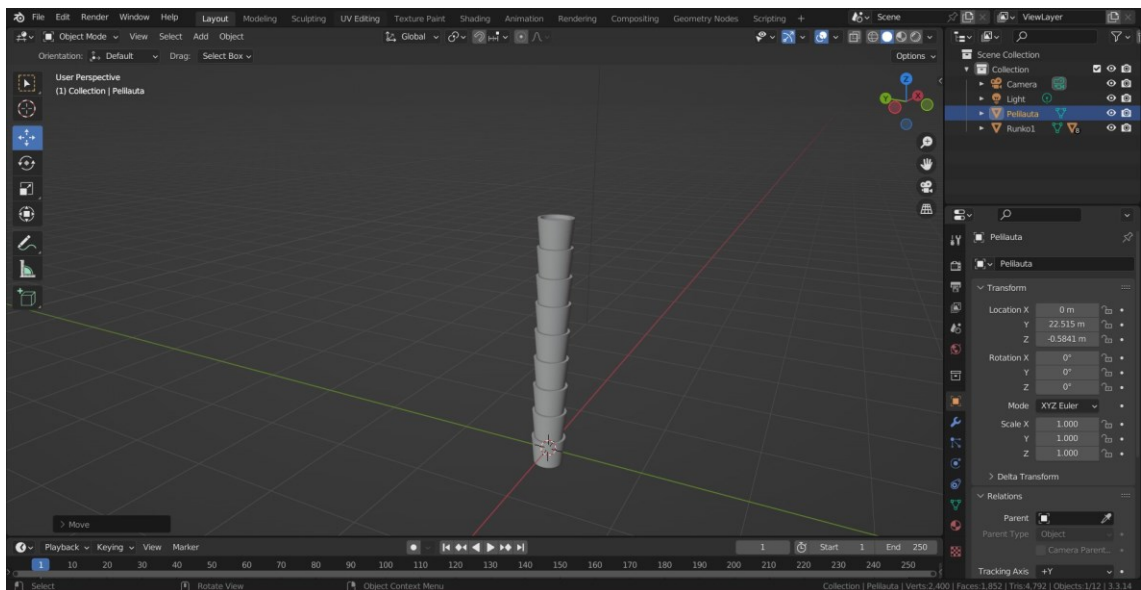 File Edit Render Window Help Layout Modeling Sculpting UV Editing Texture Paint Shading Animation Rendering Compositing Geometry Nodes Scripting + Scene ViewLayer
Object Mode View Select Add Object Global
Orientation: Default Drag: Select Box Options
User Perspective
(1) Collection | Pelilauta
Z
Y
X
Scene Collection
Collection
Camera
Light
Pelilauta
Runko1 8
Pelilauta
Pelilauta
Transform
Location X 0 m
Y 22.515 m
Z -0.5841 m
Rotation X 0°
Y 0°
Z 0°
Mode XYZ Euler
Scale X 1.000
Y 1.000
Z 1.000
Delta Transform
Relations
Parent
Parent Type Object
Camera Parent...
Tracking Axis +Y
> Move
Playback Keying View Marker 1 Start 1 End 250
1 10 20 30 40 50 60 70 80 90 100 110 120 130 140 150 160 170 180 190 200 210 220 230 240 250
Select Rotate View Object Context Menu Collection | Pelilauta | Verts:2,400 | Faces:1,852 | Tris:4,792 | Objects:1/12 | 3.3.14